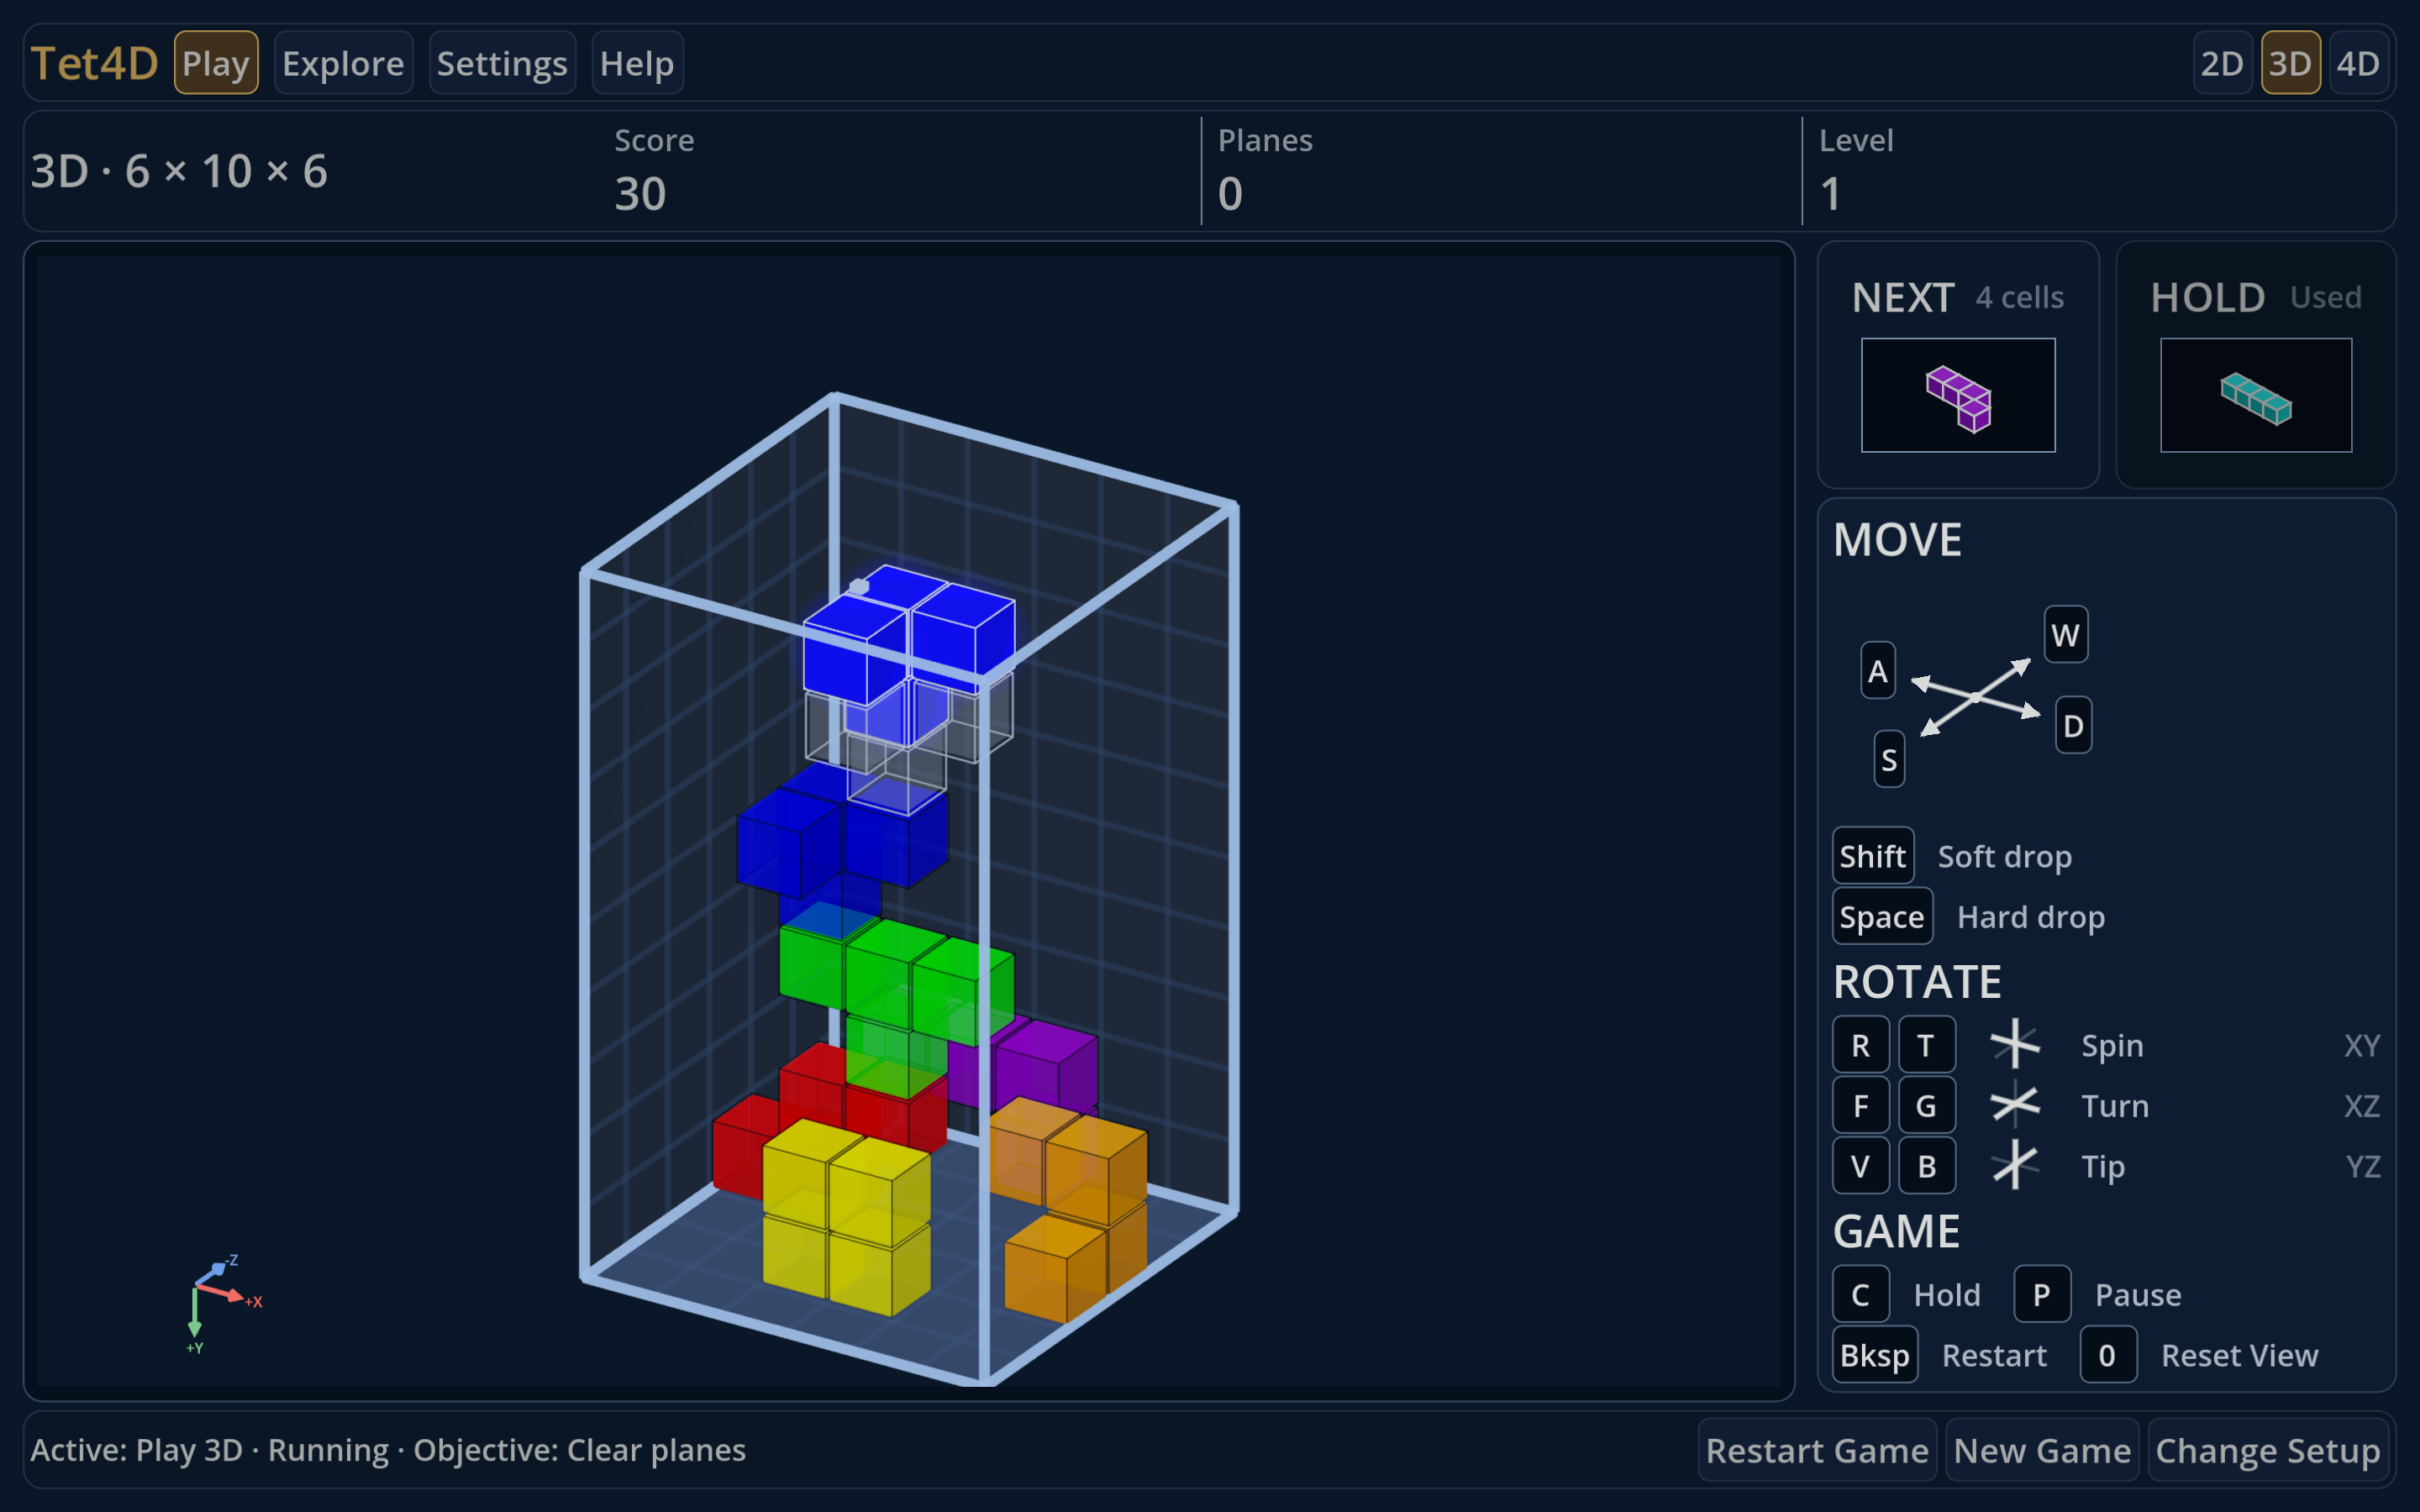 Tet4D Play Explore Settings Help 2D 3D 4D
3D · 6 × 10 × 6
Score
30
Planes
0
Level
1
NEXT 4 cells
HOLD Used
MOVE
W
A
D
S
Shift Soft drop
Space Hard drop
ROTATE
R T Spin XY
F G Turn XZ
V B Tip YZ
GAME
C Hold P Pause
Bksp Restart 0 Reset View
-Z
+X
+Y
Active: Play 3D · Running · Objective: Clear planes
Restart Game New Game Change Setup